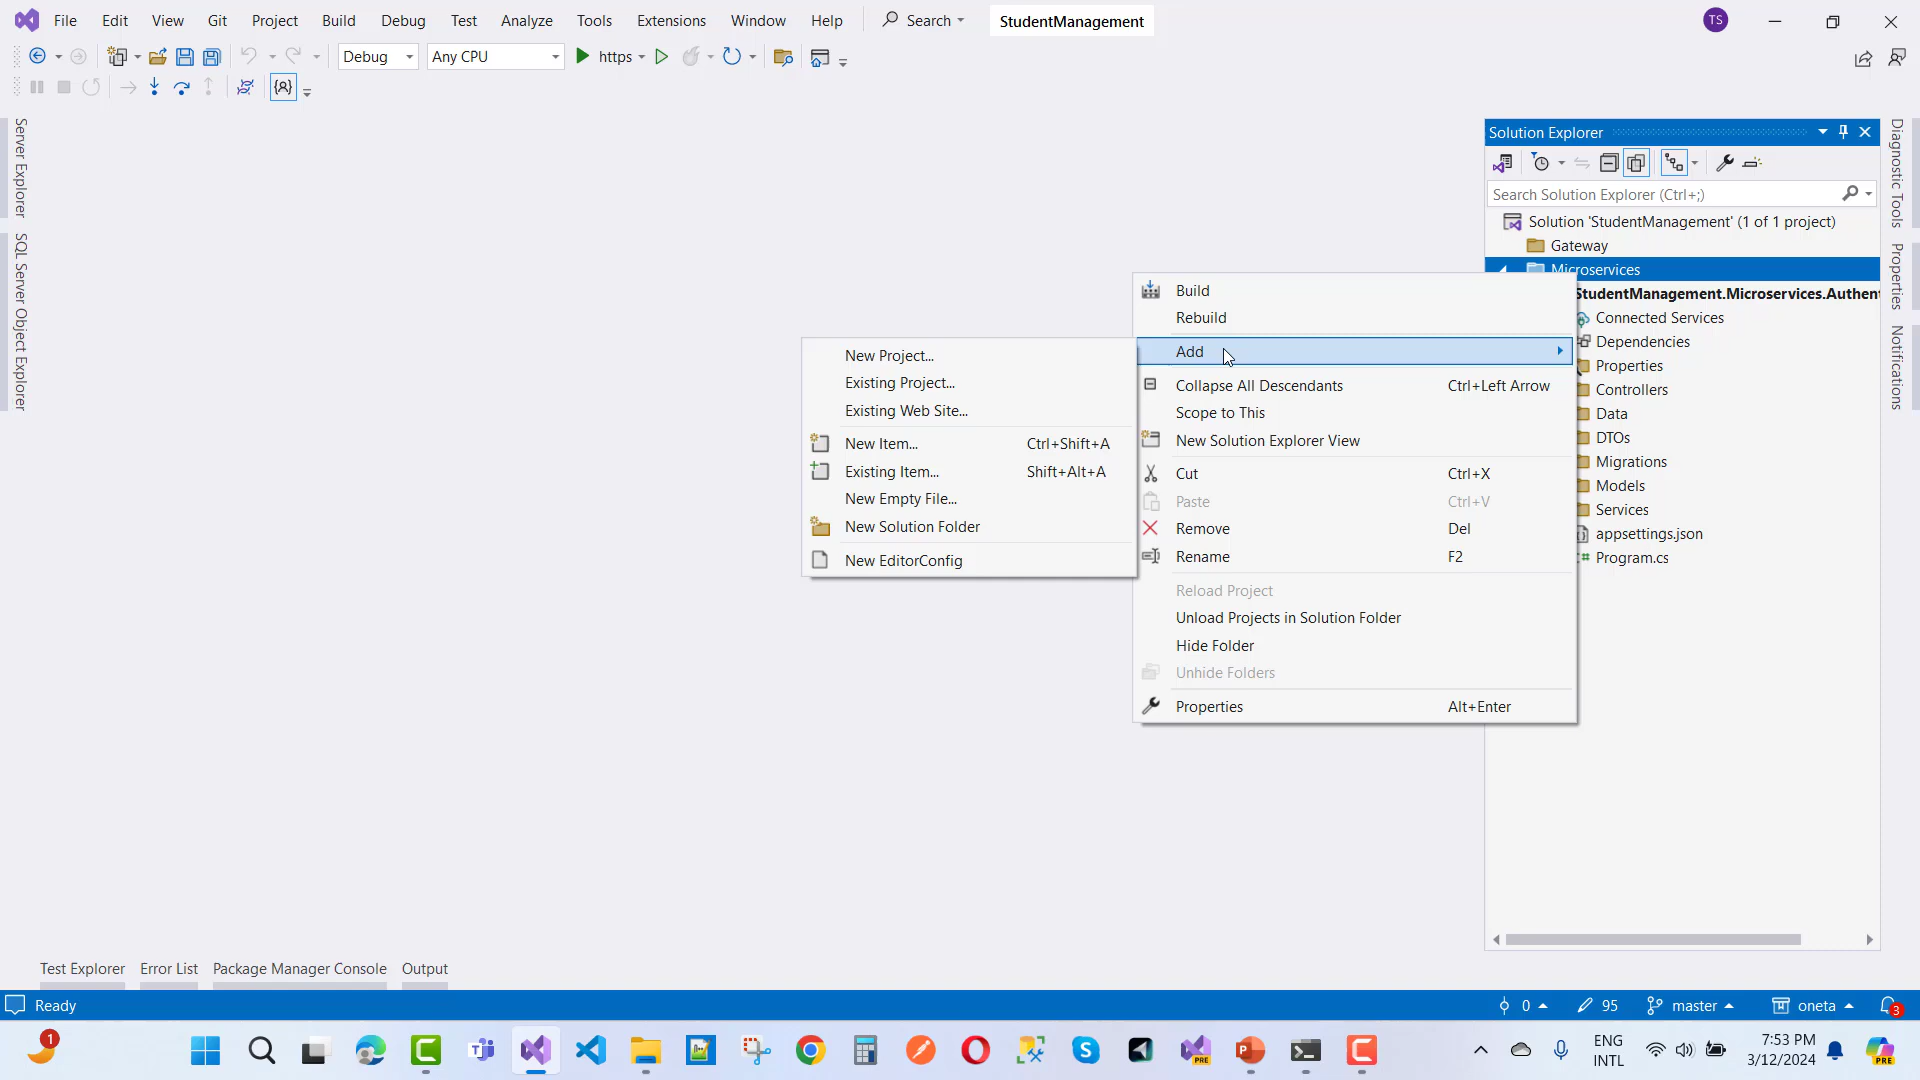 File Edit View Git Project Build Debug Test Analyze Tools Extensions Window Help Search StudentManagement TS
Debug Any CPU https
Server Explorer
SQL Server Object Explorer
Solution Explorer
Search Solution Explorer (Ctrl+;)
Solution 'StudentManagement' (1 of 1 project)
Gateway
Microservices
StudentManagement.Microservices.Authen
Connected Services
Dependencies
Properties
Controllers
Data
DTOs
Migrations
Models
Services
appsettings.json
Program.cs
Diagnostic Tools
Properties
Notifications
Build
Rebuild
Add
Collapse All Descendants Ctrl+Left Arrow
Scope to This
New Solution Explorer View
Cut Ctrl+X
Paste Ctrl+V
Remove Del
Rename F2
Reload Project
Unload Projects in Solution Folder
Hide Folder
Unhide Folders
Properties Alt+Enter
New Project...
Existing Project...
Existing Web Site...
New Item... Ctrl+Shift+A
Existing Item... Shift+Alt+A
New Empty File...
New Solution Folder
New EditorConfig
Test Explorer Error List Package Manager Console Output
Ready 0 95 master oneta 3
1 ENG 7:53 PM
INTL 3/12/2024
PRE PRE